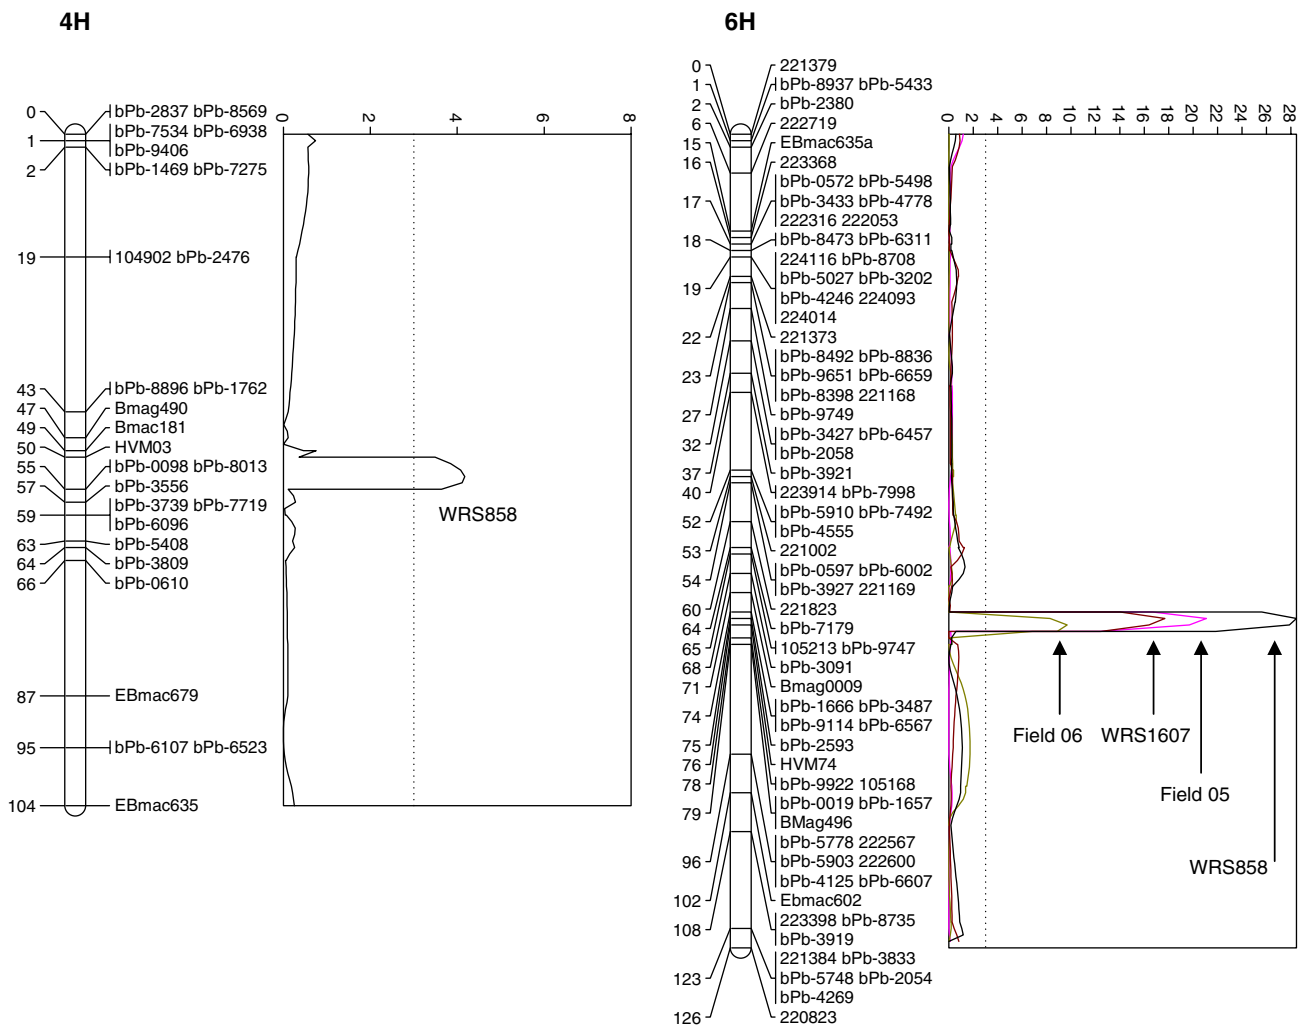 4H
0 bPb-2837 bPb-8569
bPb-7534 bPb-6938
1
bPb-9406
2 bPb-1469 bPb-7275
19 104902 bPb-2476
43 bPb-8896 bPb-1762
47 Bmag490
49 Bmac181
50 HVM03
55 bPb-0098 bPb-8013
57 bPb-3556
bPb-3739 bPb-7719
59
bPb-6096
63 bPb-5408
64 bPb-3809
66 bPb-0610
87 EBmac679
95 bPb-6107 bPb-6523
104 EBmac635
0 2 4 6 8
WRS858
6H
0 221379
1 bPb-8937 bPb-5433
2 bPb-2380
6 222719
15 EBmac635a
16 223368
bPb-0572 bPb-5498
17 bPb-3433 bPb-4778
222316 222053
18 bPb-8473 bPb-6311
224116 bPb-8708
bPb-5027 bPb-3202
19
bPb-4246 224093
224014
22 221373
bPb-8492 bPb-8836
23 bPb-9651 bPb-6659
bPb-8398 221168
27 bPb-9749
bPb-3427 bPb-6457
32
bPb-2058
37 bPb-3921
40 223914 bPb-7998
bPb-5910 bPb-7492
52
bPb-4555
53 221002
bPb-0597 bPb-6002
54
bPb-3927 221169
60 221823
64 bPb-7179
65 105213 bPb-9747
68 bPb-3091
71 Bmag0009
bPb-1666 bPb-3487
74
bPb-9114 bPb-6567
75 bPb-2593
76 HVM74
78 bPb-9922 105168
bPb-0019 bPb-1657
79
BMag496
bPb-5778 222567
96 bPb-5903 222600
bPb-4125 bPb-6607
102 Ebmac602
223398 bPb-8735
108
bPb-3919
221384 bPb-3833
123 bPb-5748 bPb-2054
bPb-4269
126 220823
0 2 4 6 8 10 12 14 16 18 20 22 24 26 28
Field 06 WRS1607
Field 05
WRS858